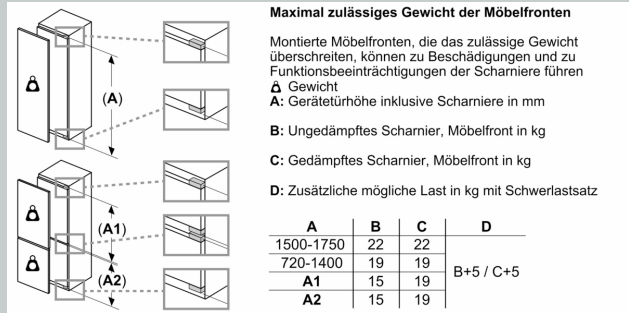 Maximal zulässiges Gewicht der Möbelfronten
Montierte Möbelfronten, die das zulässige Gewicht
überschreiten, können zu Beschädigungen und zu
Funktionsbeeinträchtigungen der Scharniere führen
Gewicht
A: Gerätetürhöhe inklusive Scharniere in mm
B: Ungedämpftes Scharnier, Möbelfront in kg
C: Gedämpftes Scharnier, Möbelfront in kg
D: Zusätzliche mögliche Last in kg mit Schwerlastsatz
(A)
(A1)
(A2)
A B C D
1500-1750 22 22
720-1400 19 19
B+5 / C+5
A1 15 19
A2 15 19